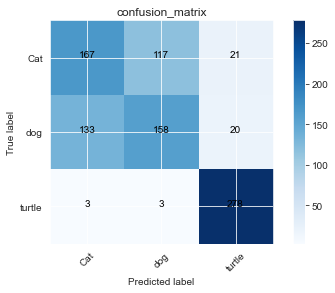 confusion_matrix
Cat 167 117 21
250
200
dog 133 158 20
150
100
turtle 3 3
50
Cat dog turtle
Predicted label
True label